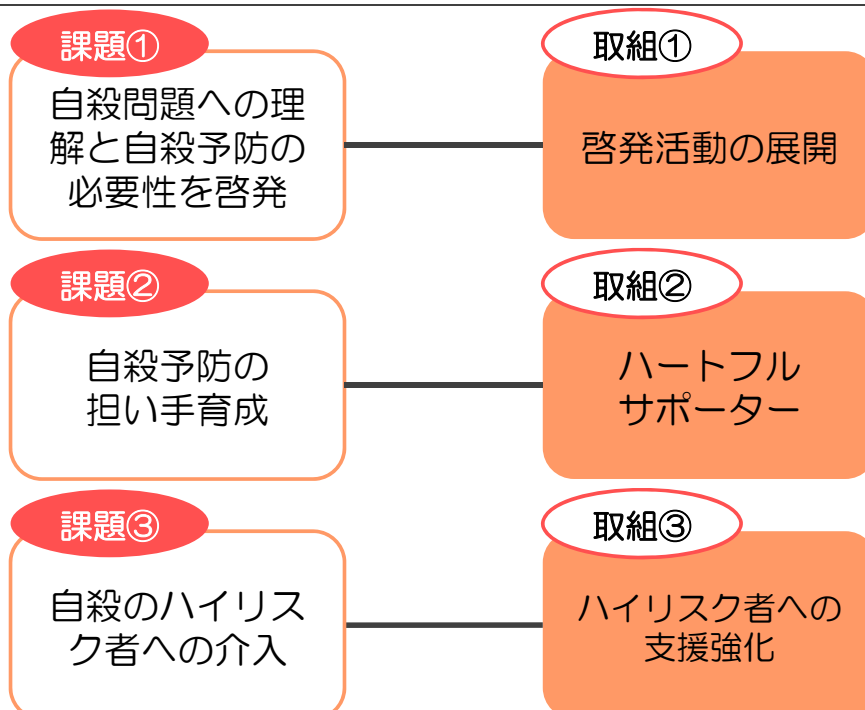 課題①
自殺問題への理
解と自殺予防の
必要性を啓発
取組①
啓発活動の展開
課題②
自殺予防の
担い手育成
取組②
ハートフル
サポーター
課題③
自殺のハイリス
ク者への介入
取組③
ハイリスク者への
支援強化